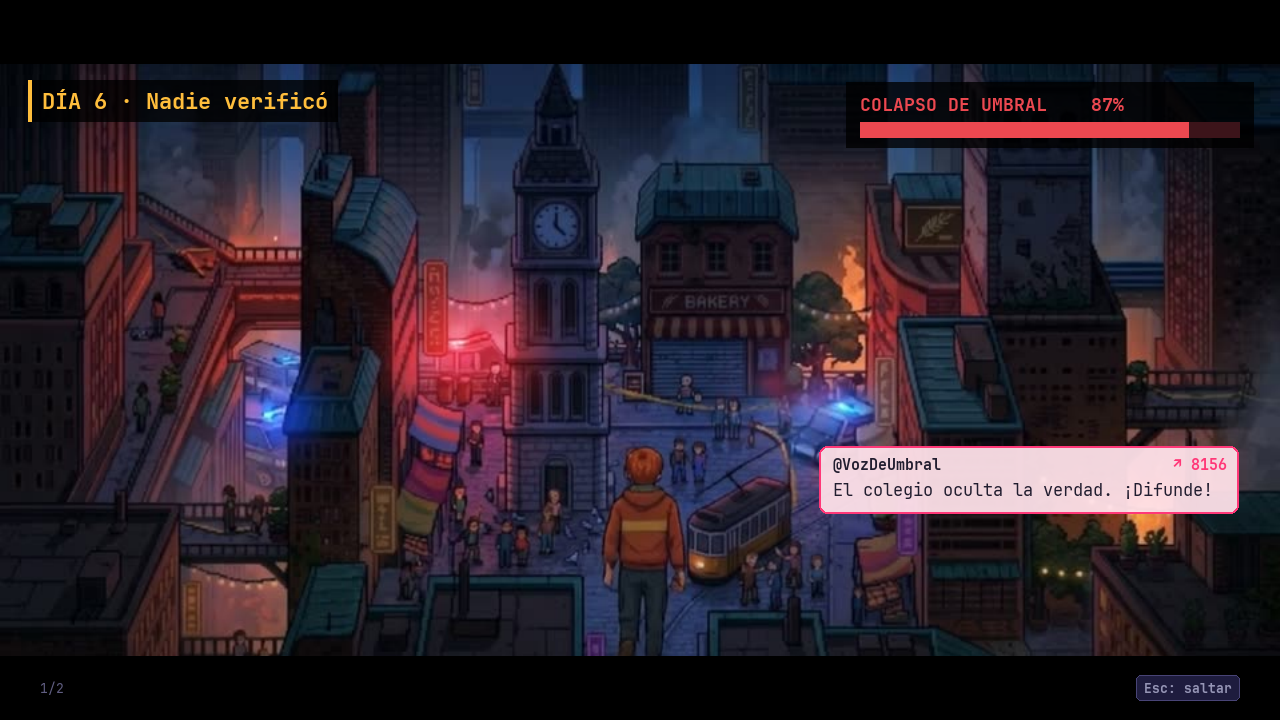 DÍA 6 · Nadie verificó
COLAPSO DE UMBRAL 87%
BAKERY
@VozDeUmbral ↗ 8156
El colegio oculta la verdad. ¡Difunde!
1/2
Esc: saltar